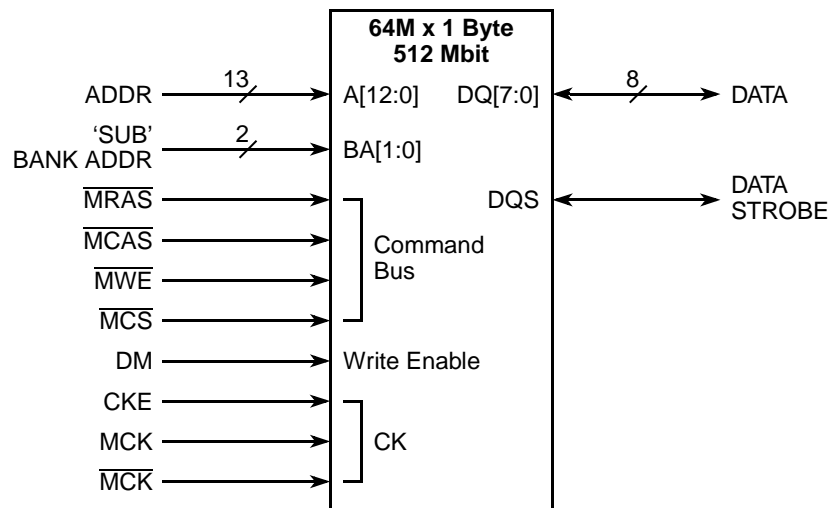 64M x 1 Byte
512 Mbit
ADDR
13
A[12:0]
DQ[7:0]
8
DATA
‘SUB’
BANK ADDR
2
BA[1:0]
MRAS
DQS
DATA
STROBE
MCAS
Command
Bus
MWE
MCS
DM
Write Enable
CKE
MCK
CK
MCK